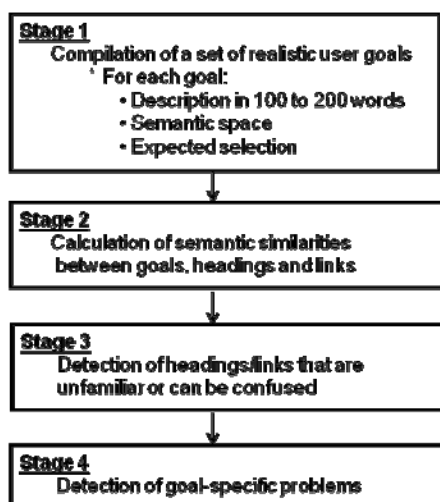 Stage 1
Compilation of a set of realistic user goals
* For each goal:
• Description in 100 to 200 words
• Semantic space
• Expected selection
Stage 2
Calculation of semantic similarities
between goals, headings and links
Stage 3
Detection of headings/links that are
unfamiliar or can be confused
Stage 4
Detection of goal-specific problems